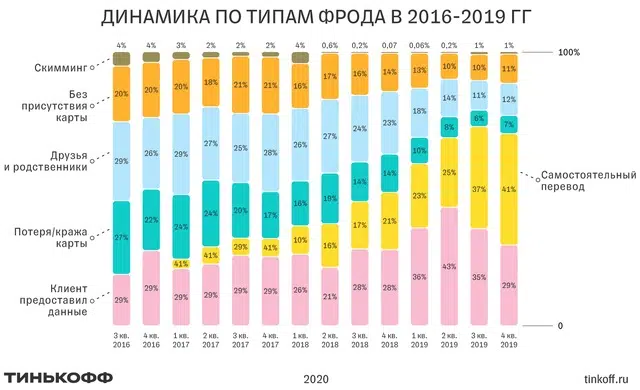 ДИНАМИКА ПО ТИПАМ ФРОДА В 2016-2019 ГГ
4% 4% 3% 2% 2% 2% 4% 0,6% 0,2% 0,07 0,06% 0,2% 1% 1%
100%
Скимминг
Без
присутствия
карты
20% 20% 20% 18% 21% 21% 16% 17% 16% 14% 13% 10% 10% 11%
Друзья
и родственники
29% 26% 29% 27% 25% 28% 26% 27% 24% 23% 18% 14% 11% 12%
Самостоятельный
перевод
Потеря/кража
карты
27% 22% 24% 24% 20% 17% 16% 18% 14% 14% 10% 8% 6% 7%
41% 41% 29% 41% 10% 16% 17% 21% 23% 25% 37% 41%
Клиент
предоставил
данные
29% 29% 29% 29% 29% 29% 26% 21% 28% 28% 36% 43% 35% 29%
0
3 кв. 4 кв. 1 кв. 2 кв. 3 кв. 4 кв. 1 кв. 2 кв. 3 кв. 4 кв. 1 кв. 2 кв. 3 кв. 4 кв.
2016 2016 2017 2017 2017 2017 2018 2018 2018 2018 2019 2019 2019 2019
ТИНЬКОФФ
2020
tinkoff.ru